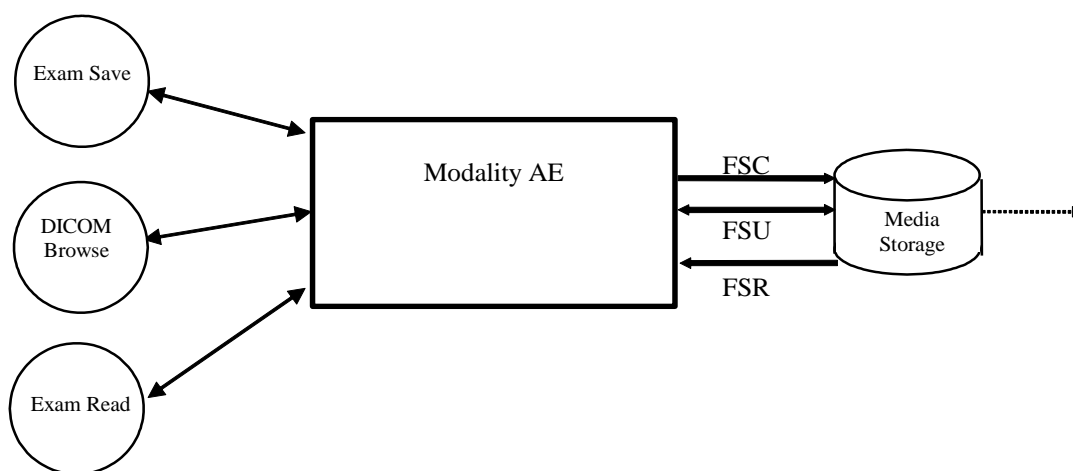 Exam Save
DICOM
Browse
Exam Read
Modality AE
FSC
FSU
FSR
Media
Storage